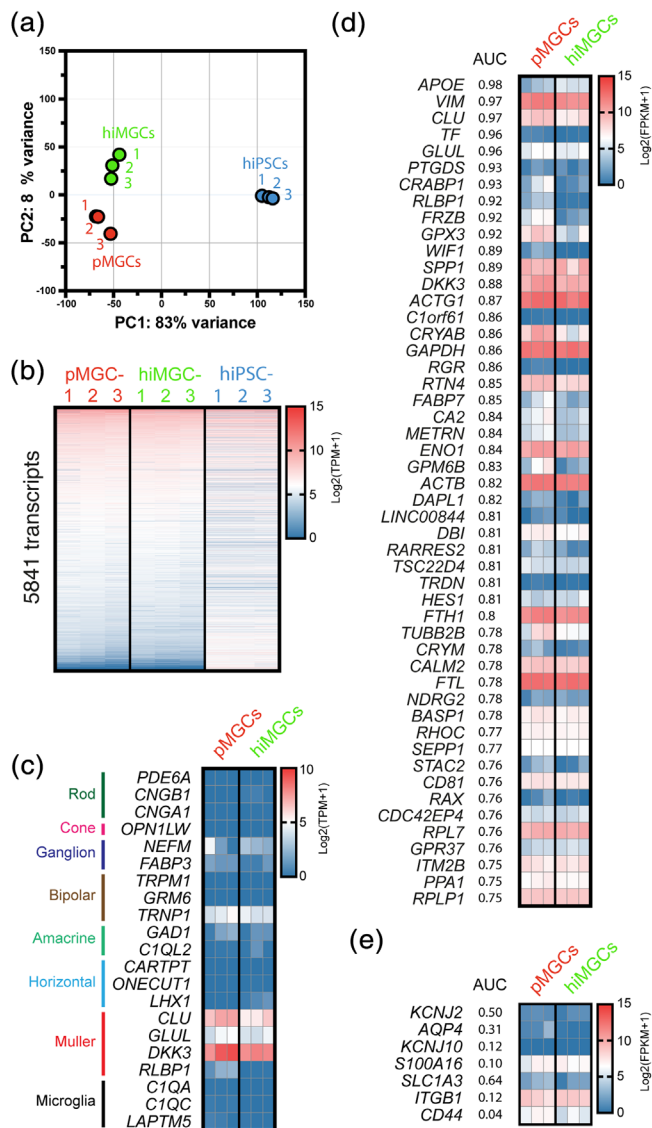 (a)
150
100
50
0
-50
-100
PC2: 8 % variance
hiMGCs
1
2
3
hiPSCs
1
2
3
1
2
3
pMGCs
-100
-50
0
50
100
150
PC1: 83% variance
(b)
pMGC- hiMGC- hiPSC-
1 2 3 1 2 3 1 2 3
5841 transcripts
15
10
5
0
Log2(TPM+1)
(c)
pMGCs
hiMGCs
10
5
0
Log2(TPM+1)
Rod
PDE6A
CNGB1
CNGA1
Cone
OPN1LW
Ganglion
NEFM
FABP3
Bipolar
TRPM1
GRM6
TRNP1
Amacrine
GAD1
C1QL2
Horizontal
CARTPT
ONECUT1
LHX1
Muller
CLU
GLUL
DKK3
RLBP1
Microglia
C1QA
C1QC
LAPTM5
(d)
AUC
pMGCs
hiMGCs
15
10
5
0
Log2(FPKM+1)
APOE 0.98
VIM 0.97
CLU 0.97
TF 0.96
GLUL 0.96
PTGDS 0.93
CRABP1 0.93
RLBP1 0.92
FRZB 0.92
GPX3 0.92
WIF1 0.89
SPP1 0.89
DKK3 0.88
ACTG1 0.87
C1orf61 0.86
CRYAB 0.86
GAPDH 0.86
RGR 0.86
RTN4 0.85
FABP7 0.85
CA2 0.84
METRN 0.84
ENO1 0.84
GPM6B 0.83
ACTB 0.82
DAPL1 0.82
LINC00844 0.81
DBI 0.81
RARRES2 0.81
TSC22D4 0.81
TRDN 0.81
HES1 0.81
FTH1 0.8
TUBB2B 0.78
CRYM 0.78
CALM2 0.78
FTL 0.78
NDRG2 0.78
BASP1 0.78
RHOC 0.77
SEPP1 0.77
STAC2 0.76
CD81 0.76
RAX 0.76
CDC42EP4 0.76
RPL7 0.76
GPR37 0.76
ITM2B 0.75
PPA1 0.75
RPLP1 0.75
(e)
AUC
pMGCs
hiMGCs
15
10
5
0
Log2(FPKM+1)
KCNJ2 0.50
AQP4 0.31
KCNJ10 0.12
S100A16 0.10
SLC1A3 0.64
ITGB1 0.12
CD44 0.04